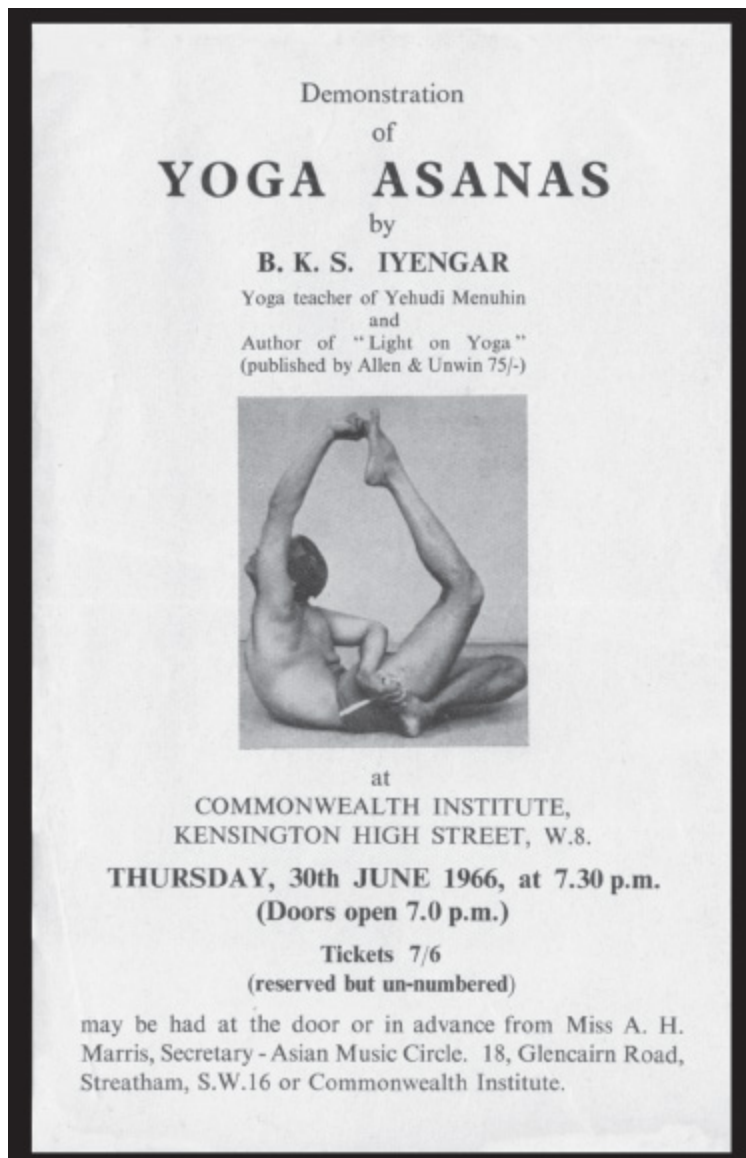 Demonstration
of
YOGA ASANAS
by
B. K. S. IYENGAR
Yoga teacher of Yehudi Menuhin
and
Author of "Light on Yoga"
(published by Allen & Unwin 75/-)
at
COMMONWEALTH INSTITUTE,
KENSINGTON HIGH STREET, W.8.
THURSDAY, 30th JUNE 1966, at 7.30 p.m.
(Doors open 7.0 p.m.)
Tickets 7/6
(reserved but un-numbered)
may be had at the door or in advance from Miss A. H.
Marris, Secretary - Asian Music Circle. 18, Glencairn Road,
Streatham, S.W.16 or Commonwealth Institute.